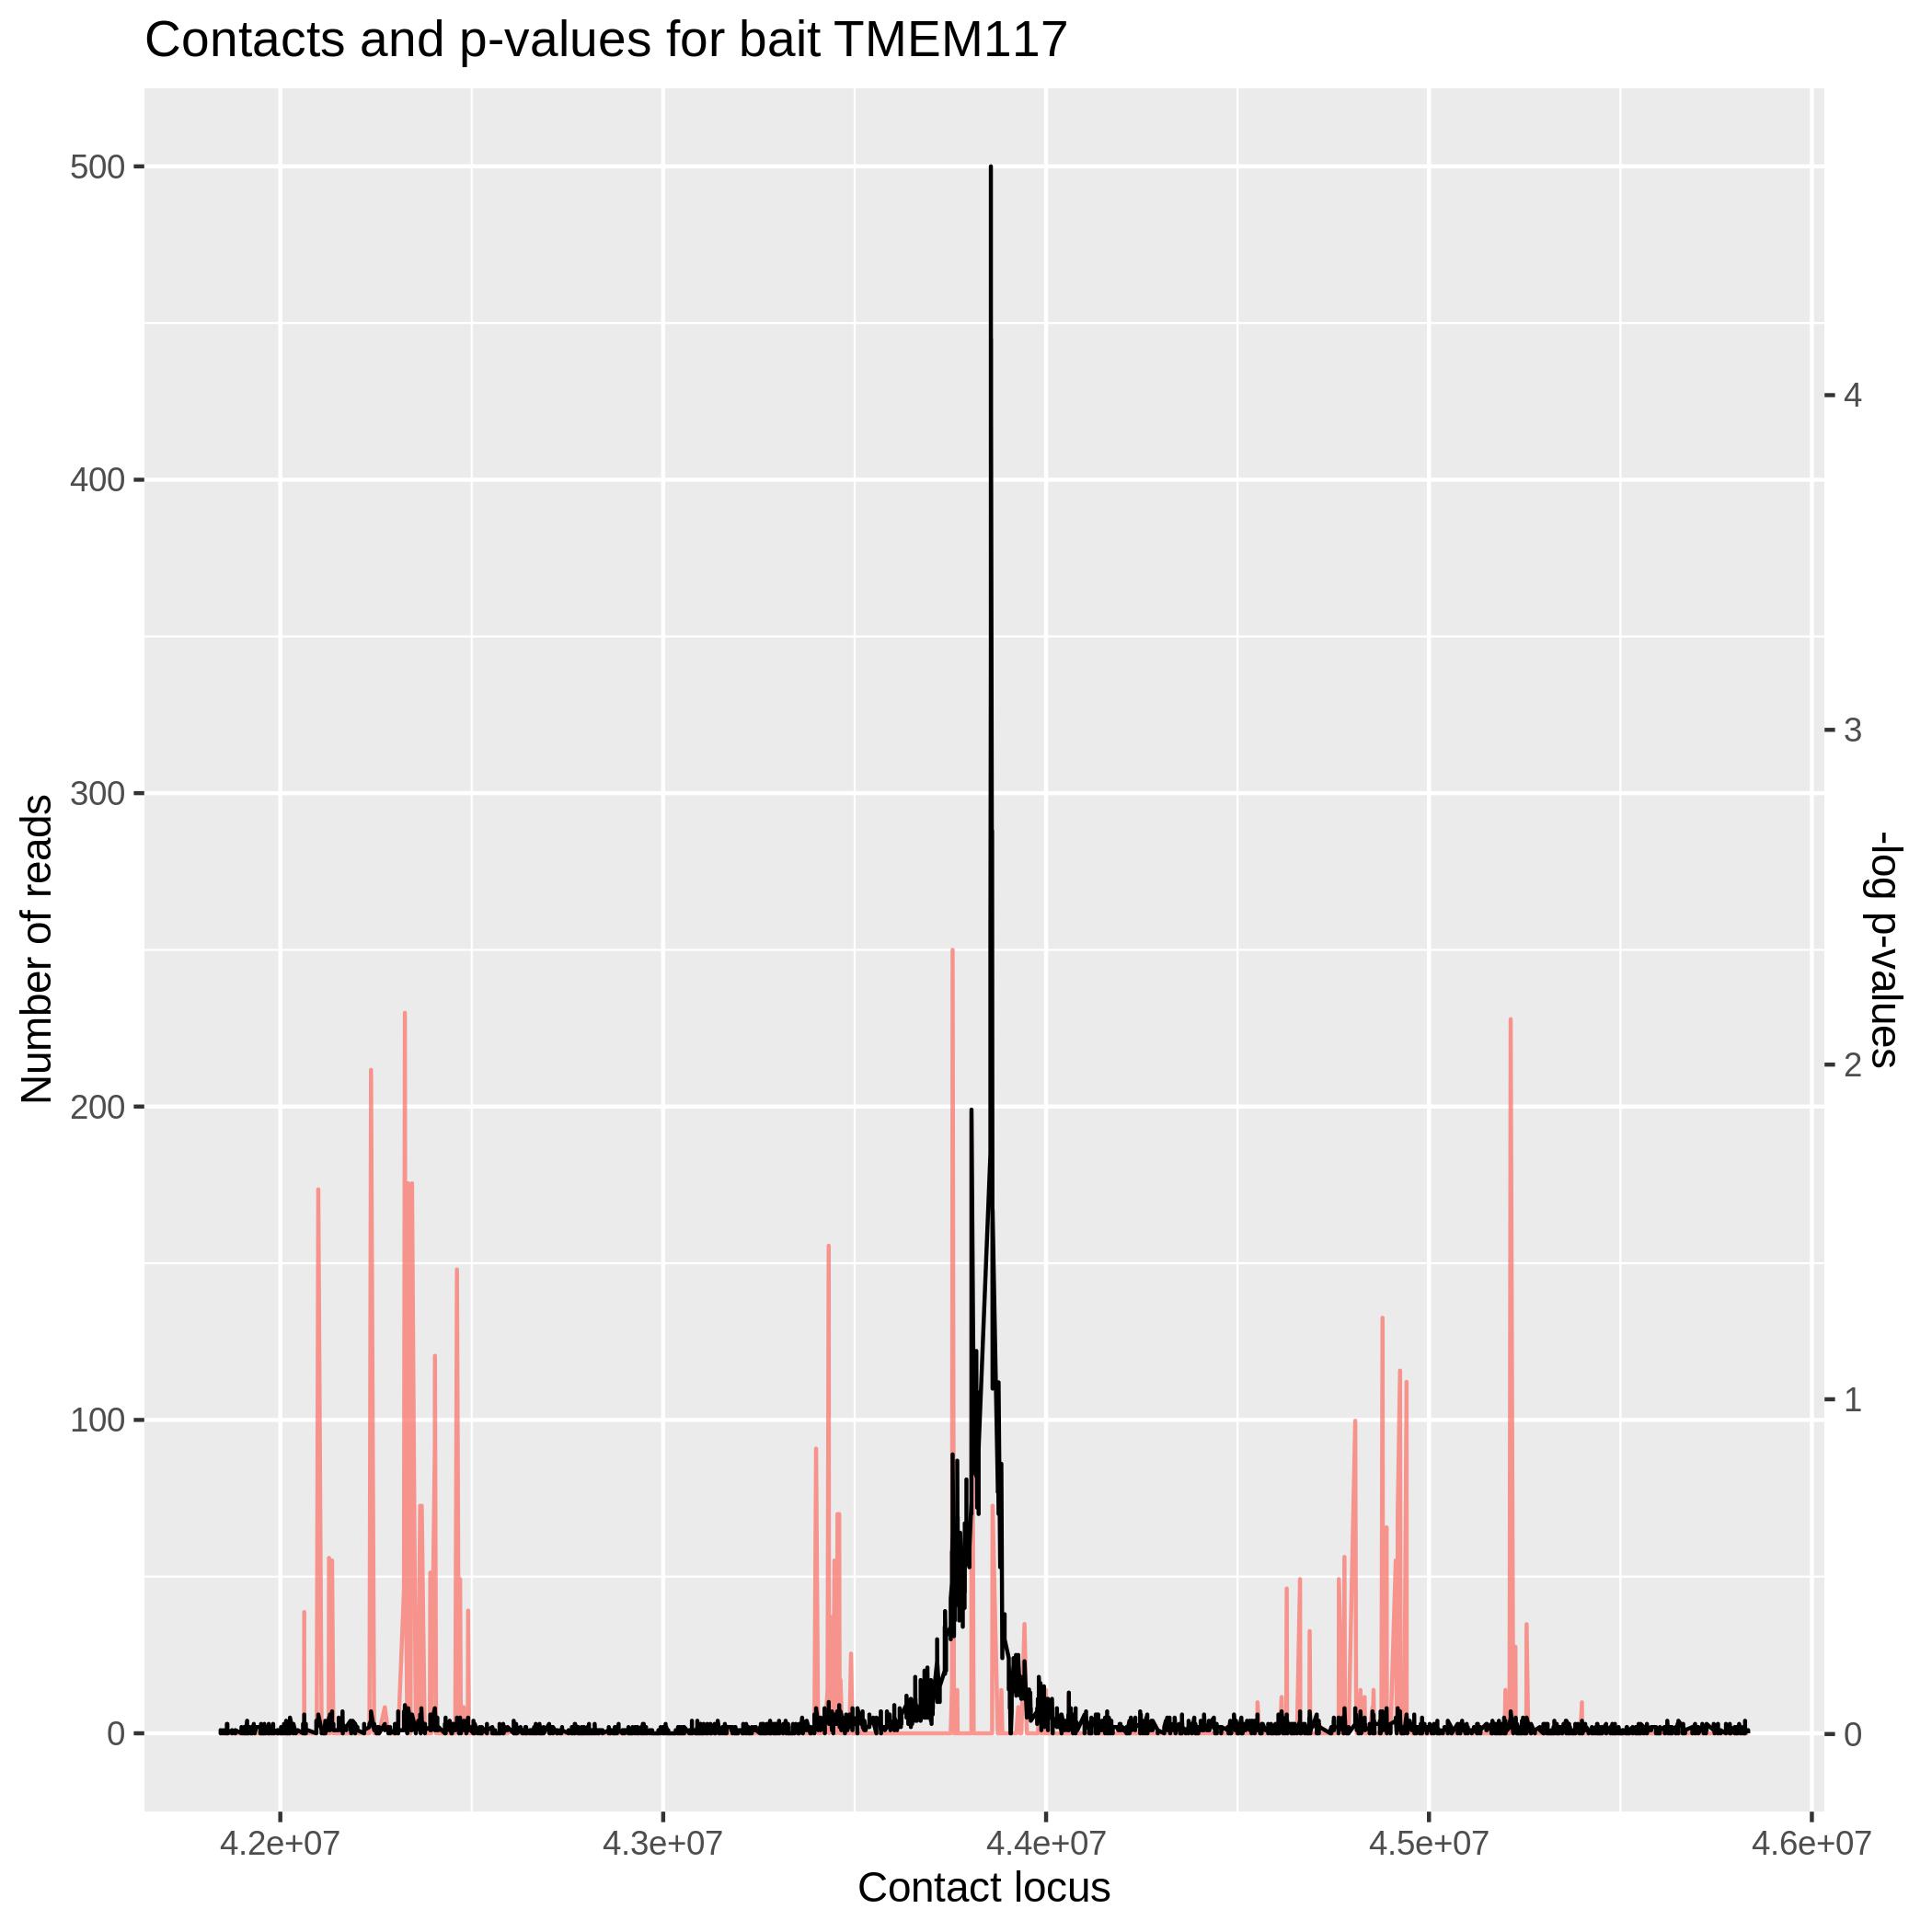 Contacts and p-values for bait TMEM117
500
400
300
200
100
0
Number of reads
4
3
2
1
0
-log p-values
4.2e+07 4.3e+07 4.4e+07 4.5e+07 4.6e+07
Contact locus